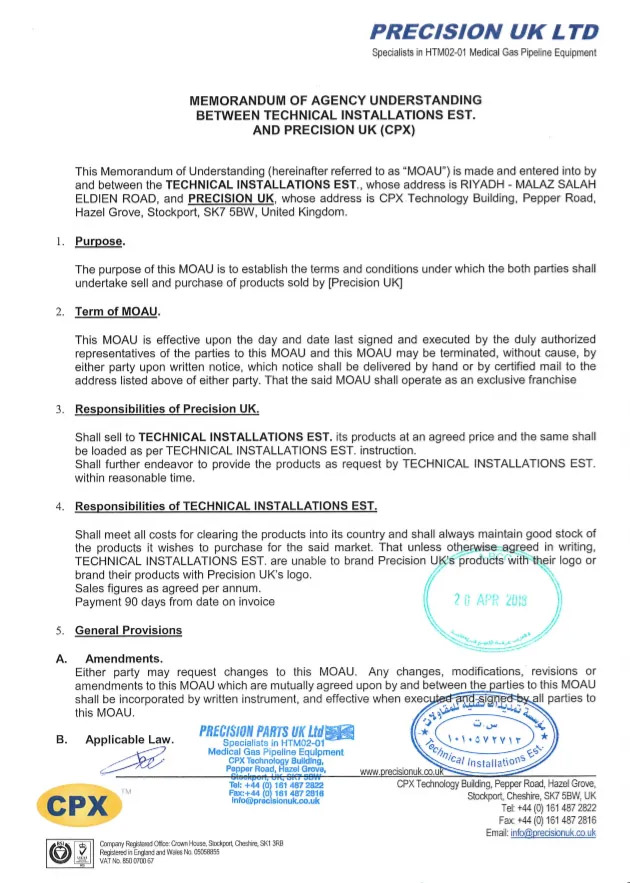 PRECISION UK LTD
Specialists in HTM02-01 Medical Gas Pipeline Equipment
MEMORANDUM OF AGENCY UNDERSTANDING
BETWEEN TECHNICAL INSTALLATIONS EST.
AND PRECISION UK (CPX)
This Memorandum of Understanding (hereinafter referred to as “MOAU”) is made and entered into by
and between the TECHNICAL INSTALLATIONS EST., whose address is RIYADH - MALAZ SALAH
ELDIEN ROAD, and PRECISION UK, whose address is CPX Technology Building, Pepper Road,
Hazel Grove, Stockport, SK7 5BW, United Kingdom.
1. Purpose.
The purpose of this MOAU is to establish the terms and conditions under which the both parties shall
undertake sell and purchase of products sold by [Precision UK]
2. Term of MOAU.
This MOAU is effective upon the day and date last signed and executed by the duly authorized
representatives of the parties to this MOAU and this MOAU may be terminated, without cause, by
either party upon written notice, which notice shall be delivered by hand or by certified mail to the
address listed above of either party. That the said MOAU shall operate as an exclusive franchise
3. Responsibilities of Precision UK.
Shall sell to TECHNICAL INSTALLATIONS EST. its products at an agreed price and the same shall
be loaded as per TECHNICAL INSTALLATIONS EST. instruction.
Shall further endeavor to provide the products as request by TECHNICAL INSTALLATIONS EST.
within reasonable time.
4. Responsibilities of TECHNICAL INSTALLATIONS EST.
Shall meet all costs for clearing the products into its country and shall always maintain good stock of
the products it wishes to purchase for the said market. That unless otherwise agreed in writing,
TECHNICAL INSTALLATIONS EST. are unable to brand Precision UK's products with their logo or
brand their products with Precision UK's logo.
Sales figures as agreed per annum.
Payment 90 days from date on invoice
APR 2019
5. General Provisions
A. Amendments.
Either party may request changes to this MOAU. Any changes, modifications, revisions or
amendments to this MOAU which are mutually agreed upon by and between the parties to this MOAU
shall be incorporated by written instrument, and effective when executed and signed by all parties to
this MOAU.
B. Applicable Law.
PRECISION PARTS UK Ltd
Specialists in HTM02-01
Medical Gas Pipeline Equipment
CPX Technology Building,
Pepper Road, Hazel Grove,
Stockport, UK, SK7 5BW
Tel: +44 (0) 161 487 2822
Fax:+44 (0) 161 487 2816
Info@precisionuk.co.uk
مؤسسة تمديدات تقنية للمقاولات
س ت
١٠١٠٥٧٢٧١٢
Technical Installations Est.
www.precisionuk.co.uk
CPX Technology Building, Pepper Road, Hazel Grove,
Stockport, Cheshire, SK7 5BW, UK
Tel: +44 (0) 161 487 2822
Fax: +44 (0) 161 487 2816
Email: info@precisionuk.co.uk
CPX TM
Company Registered Office: Crown House, Stockport, Cheshire, SK1 3RB
Registered in England and Wales No. 05058855
VAT No. 850 0700 67